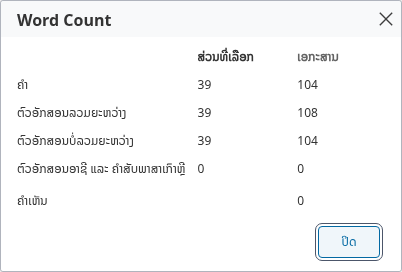 Word Count
ສ່ວນທີ່ເລືອກ ເອກະສານ
ຄຳ 39 104
ຕົວອັກສອນລວມຍະຫວ່າງ 39 108
ຕົວອັກສອນບໍ່ລວມຍະຫວ່າງ 39 104
ຕົວອັກສອນອາຊີ ແລະ ຄຳສັບພາສາເກົາຫຼີ 0 0
ຄຳເຫັນ 0
ປິດ